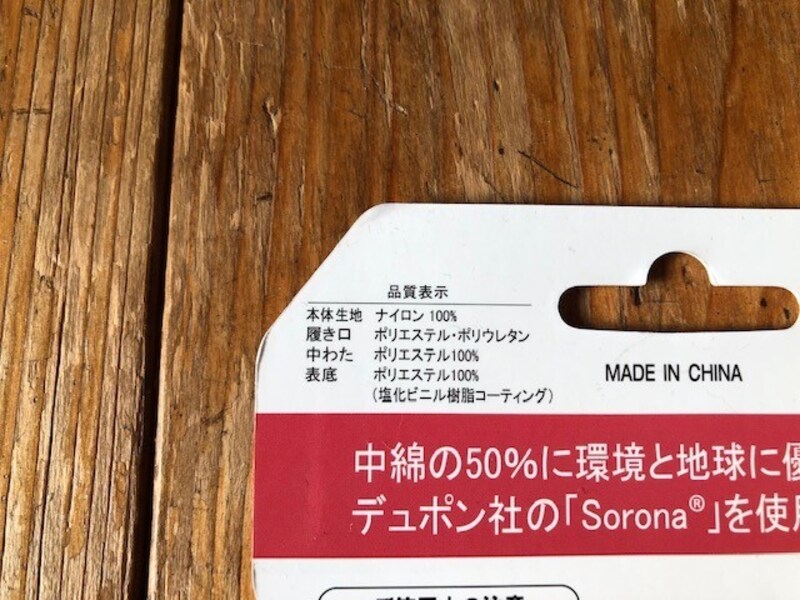 品質表示
本体生地 ナイロン 100%
履き口 ポリエステル・ポリウレタン
中わた ポリエステル100%
表底 ポリエステル100%
(塩化ビニル樹脂コーティング)
MADE IN CHINA
中綿の50%に環境と地球に優
デュポン社の「Sorona®」を使用